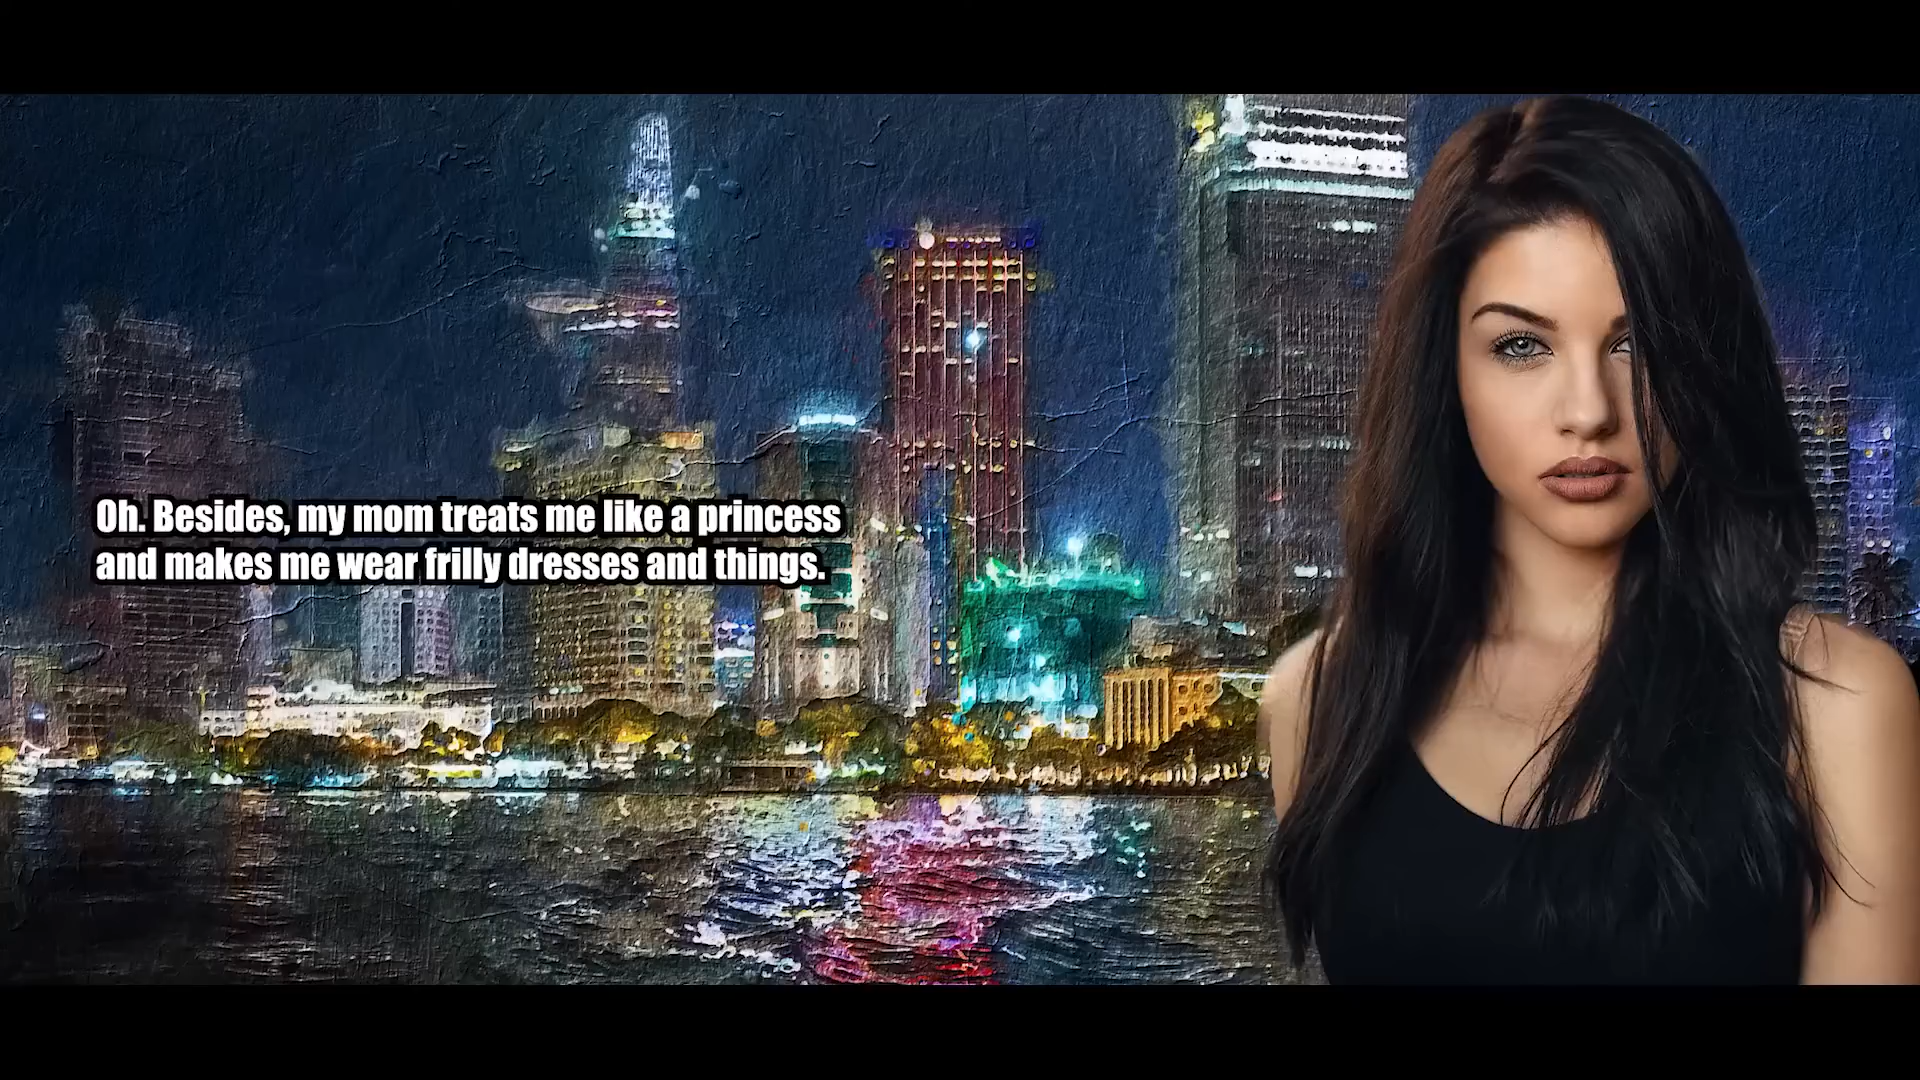 Oh. Besides, my mom treats me like a princess
and makes me wear frilly dresses and things.